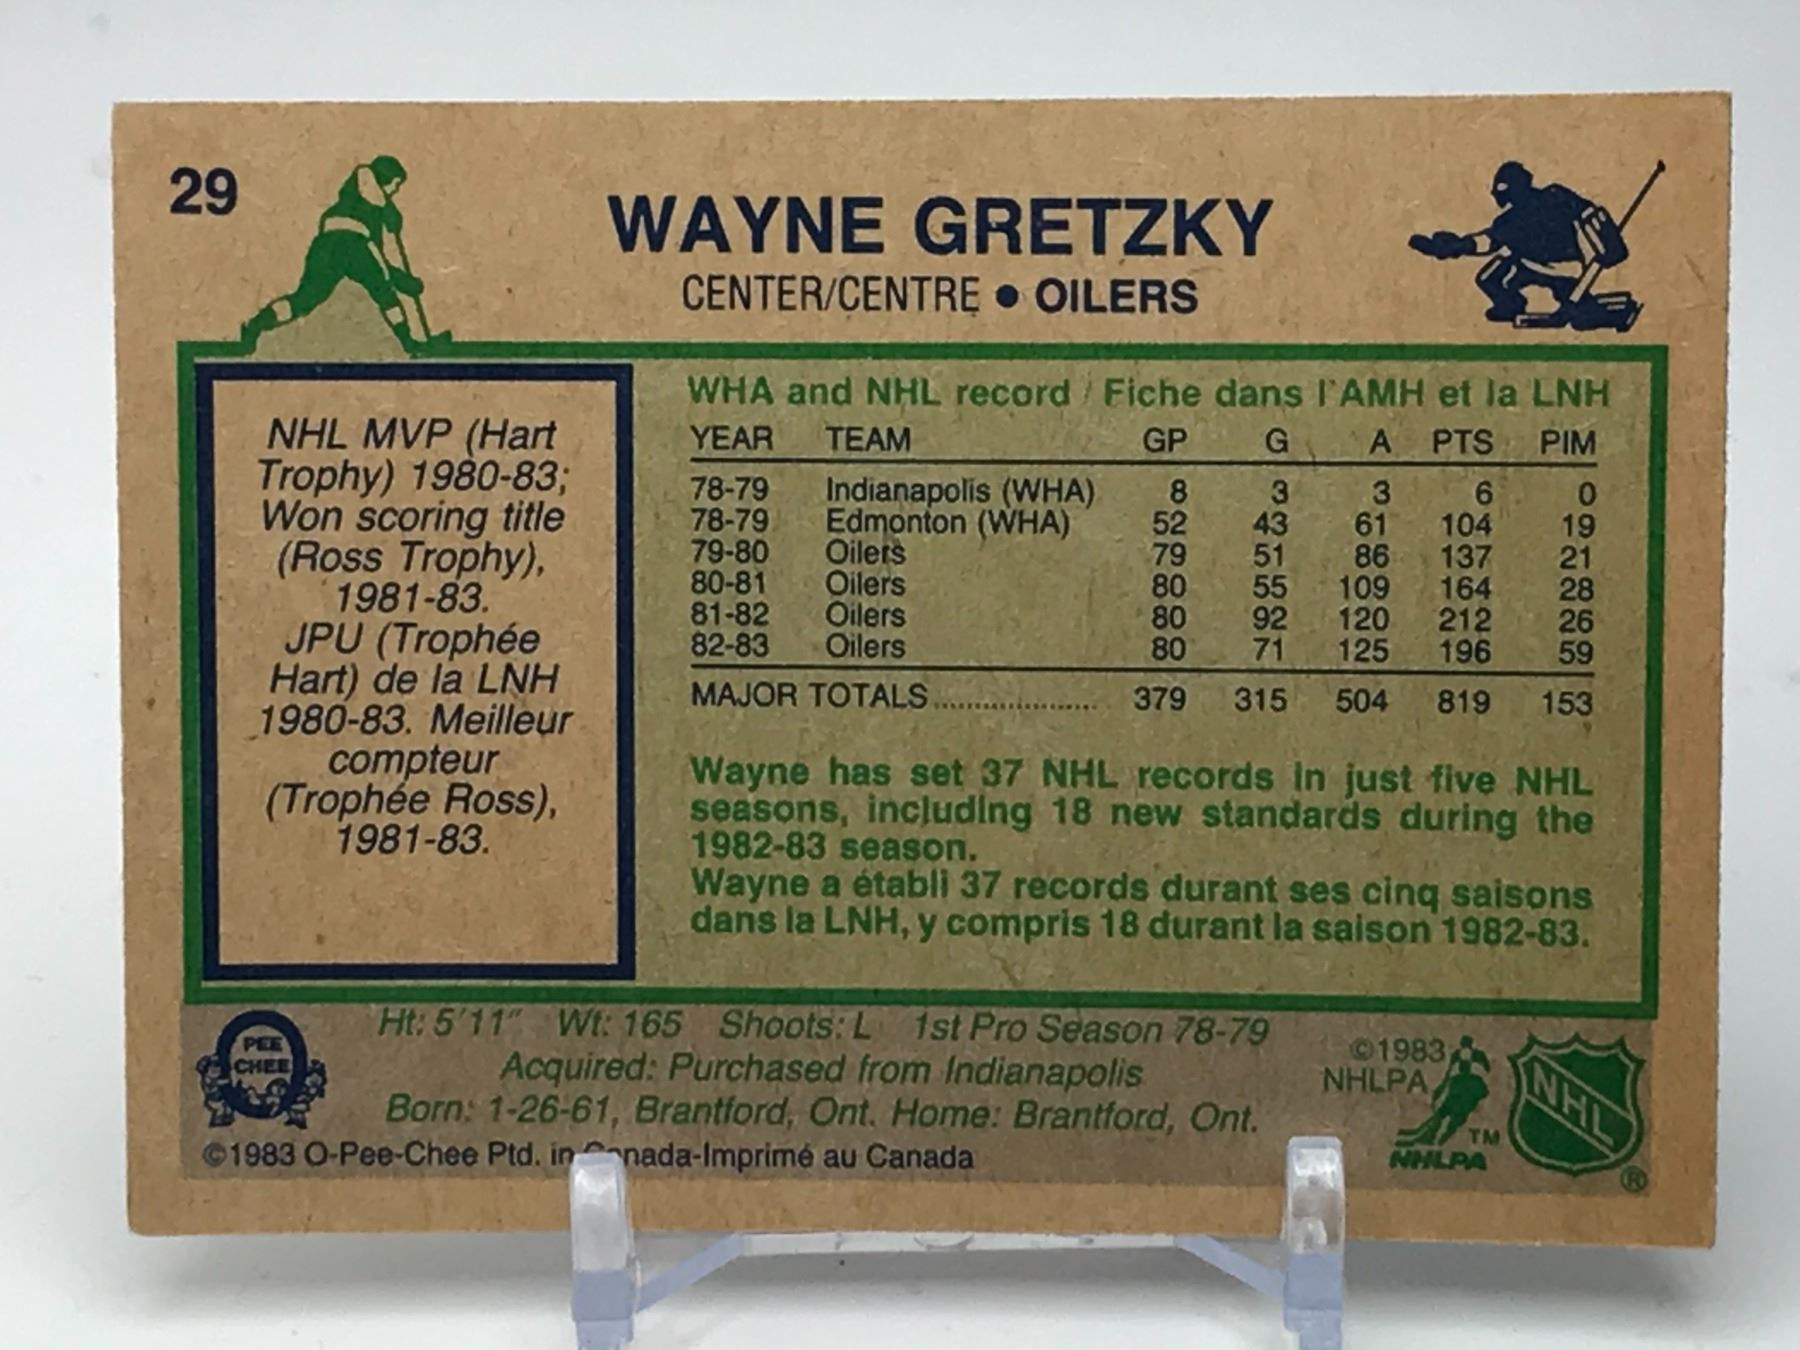 29
WAYNE GRETZKY
CENTER/CENTRE • OILERS
NHL MVP (Hart
Trophy) 1980-83;
Won scoring title
(Ross Trophy),
1981-83.
JPU (Trophée
Hart) de la LNH
1980-83. Meilleur
compteur
(Trophée Ross),
1981-83.
WHA and NHL record / Fiche dans l'AMH et la LNH
YEAR TEAM GP G A PTS PIM
78-79 Indianapolis (WHA) 8 3 3 6 0
78-79 Edmonton (WHA) 52 43 61 104 19
79-80 Oilers 79 51 86 137 21
80-81 Oilers 80 55 109 164 28
81-82 Oilers 80 92 120 212 26
82-83 Oilers 80 71 125 196 59
MAJOR TOTALS..................... 379 315 504 819 153
Wayne has set 37 NHL records in just five NHL
seasons, including 18 new standards during the
1982-83 season.
Wayne a établi 37 records durant ses cinq saisons
dans la LNH, y compris 18 durant la saison 1982-83.
PEE
CHEE
Ht: 5'11" Wt: 165 Shoots: L 1st Pro Season 78-79
Acquired: Purchased from Indianapolis
Born: 1-26-61, Brantford, Ont. Home: Brantford, Ont.
©1983 O-Pee-Chee Ptd. in Canada-Imprimé au Canada
©1983
NHLPA
TM
NHLPA
NHL
®